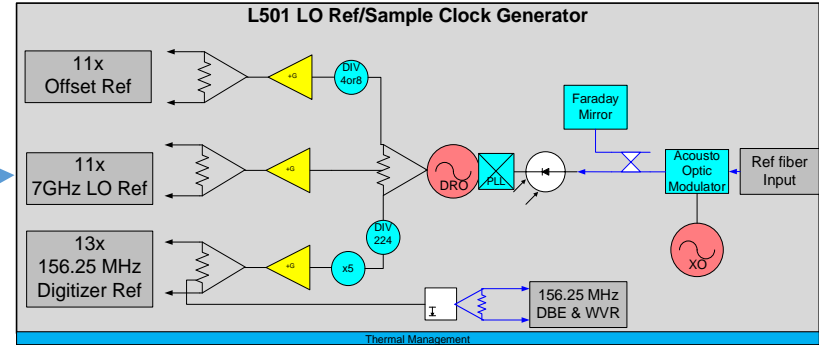 L501 LO Ref/Sample Clock Generator
11x
Offset Ref
+G
DIV
4or8
Faraday
Mirror
11x
7GHz LO Ref
+G
DRO
PLL
Acousto
Optic
Modulator
Ref fiber
Input
DIV
224
13x
156.25 MHz
Digitizer Ref
+G
x5
XO
156.25 MHz
DBE & WVR
Thermal Management